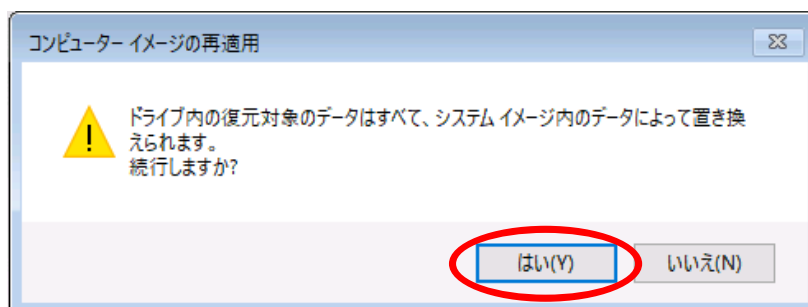 コンピューター イメージの再適用
ドライブ内の復元対象のデータはすべて、システム イメージ内のデータによって置き換
えられます。
続行しますか?
はい(Y)
いいえ(N)